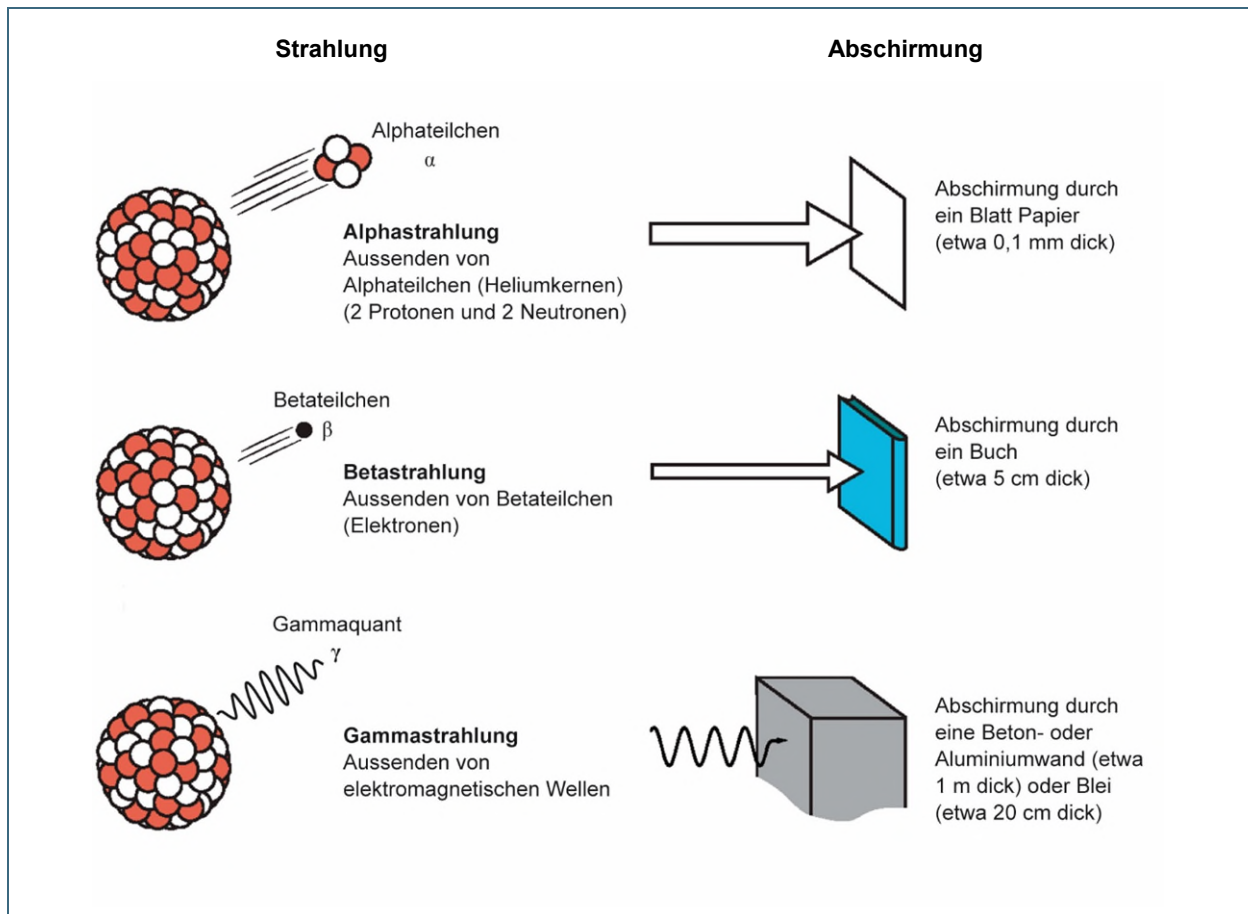 Strahlung
Abschirmung
Alphateilchen
α
Alphastrahlung
Aussenden von
Alphateilchen (Heliumkernen)
(2 Protonen und 2 Neutronen)
Abschirmung durch
ein Blatt Papier
(etwa 0,1 mm dick)
Betateilchen
β
Betastrahlung
Aussenden von Betateilchen
(Elektronen)
Abschirmung durch
ein Buch
(etwa 5 cm dick)
Gammaquant
γ
Gammastrahlung
Aussenden von
elektromagnetischen Wellen
Abschirmung durch
eine Beton- oder
Aluminiumwand (etwa
1 m dick) oder Blei
(etwa 20 cm dick)